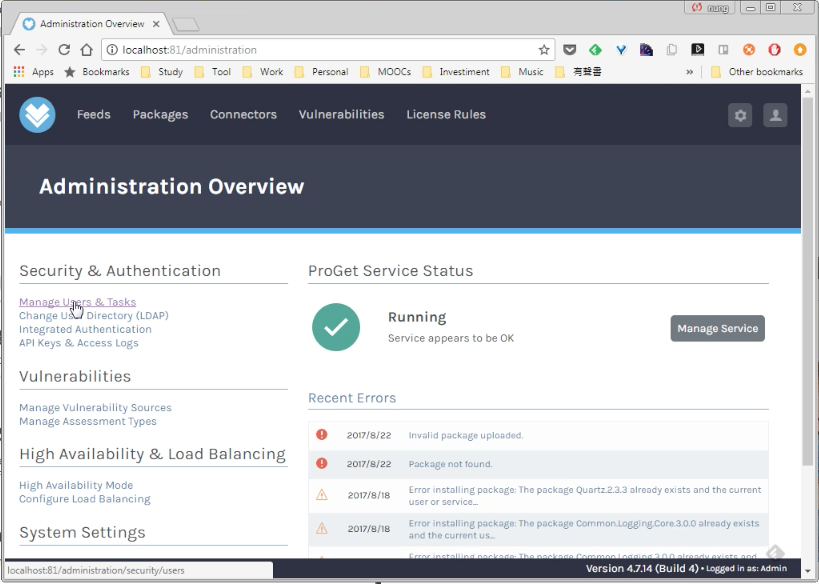 nung
Administration Overview
localhost:81/administration
Apps Bookmarks Study Tool Work Personal MOOCs Investiment Music 有聲書 » Other bookmarks
Feeds Packages Connectors Vulnerabilities License Rules
Administration Overview
Security & Authentication
Manage Users & Tasks
Change User Directory (LDAP)
Integrated Authentication
API Keys & Access Logs
Vulnerabilities
Manage Vulnerability Sources
Manage Assessment Types
High Availability & Load Balancing
High Availability Mode
Configure Load Balancing
System Settings
ProGet Service Status
Running
Service appears to be OK
Manage Service
Recent Errors
2017/8/22 Invalid package uploaded.
2017/8/22 Package not found.
2017/8/18 Error installing package: The package Quartz.2.3.3 already exists and the current
user or service...
2017/8/18 Error installing package: The package Common.Logging.Core.3.0.0 already exists
and the current us...
Error installing package: The package Common.Logging.3.0.0 already exists and
localhost:81/administration/security/users
Version 4.7.14 (Build 4) • Logged in as: Admin